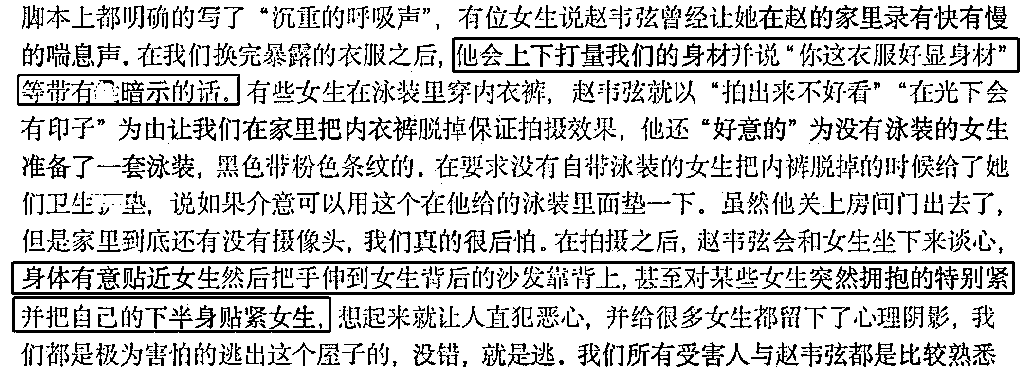 脚本上都明确的写了“沉重的呼吸声”，有位女生说赵韦弦曾经让她在赵的家里录有快有慢
的喘息声。在我们换完暴露的衣服之后，他会上下打量我们的身材并说“你这衣服好显身材”
等带有暗示的话。有些女生在泳装里穿内衣裤，赵韦弦就以“拍出来不好看”“在光下会
有印子”为由让我们在家里把内衣裤脱掉保证拍摄效果，他还“好意的”为没有泳装的女生
准备了一套泳装，黑色带粉色条纹的，在要求没有自带泳装的女生把内裤脱掉的时候给了她
们卫生垫，说如果介意可以用这个在他给的泳装里面垫一下。虽然他关上房间门出去了，
但是家里到底还有没有摄像头，我们真的很后怕。在拍摄之后，赵韦弦会和女生坐下来谈心，
身体有意贴近女生然后把手伸到女生背后的沙发靠背上，甚至对某些女生突然拥抱的特别紧
并把自己的下半身贴紧女生，想起来就让人直犯恶心，并给很多女生都留下了心理阴影，我
们都是极为害怕的逃出这个屋子的，没错，就是逃。我们所有受害人与赵韦弦都是比较熟悉